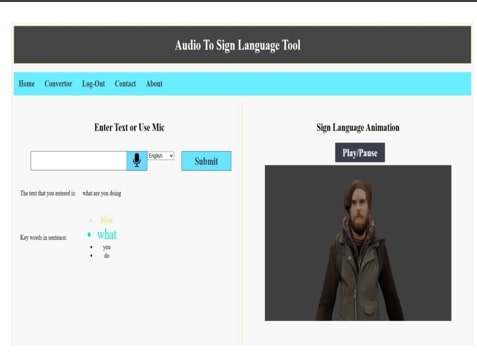 Audio To Sign Language Tool
Home Convertor Log-Out Contact About
Enter Text or Use Mic
English
Submit
The text that you entered is: what are you doing
Key words in sentence:
Now
what
you
do
Sign Language Animation
Play/Pause